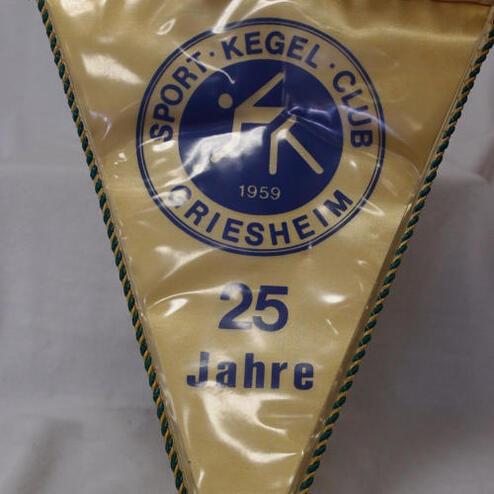 SPORT · KEGEL · CLUB
1959
GRIESHEIM
25
Jahre